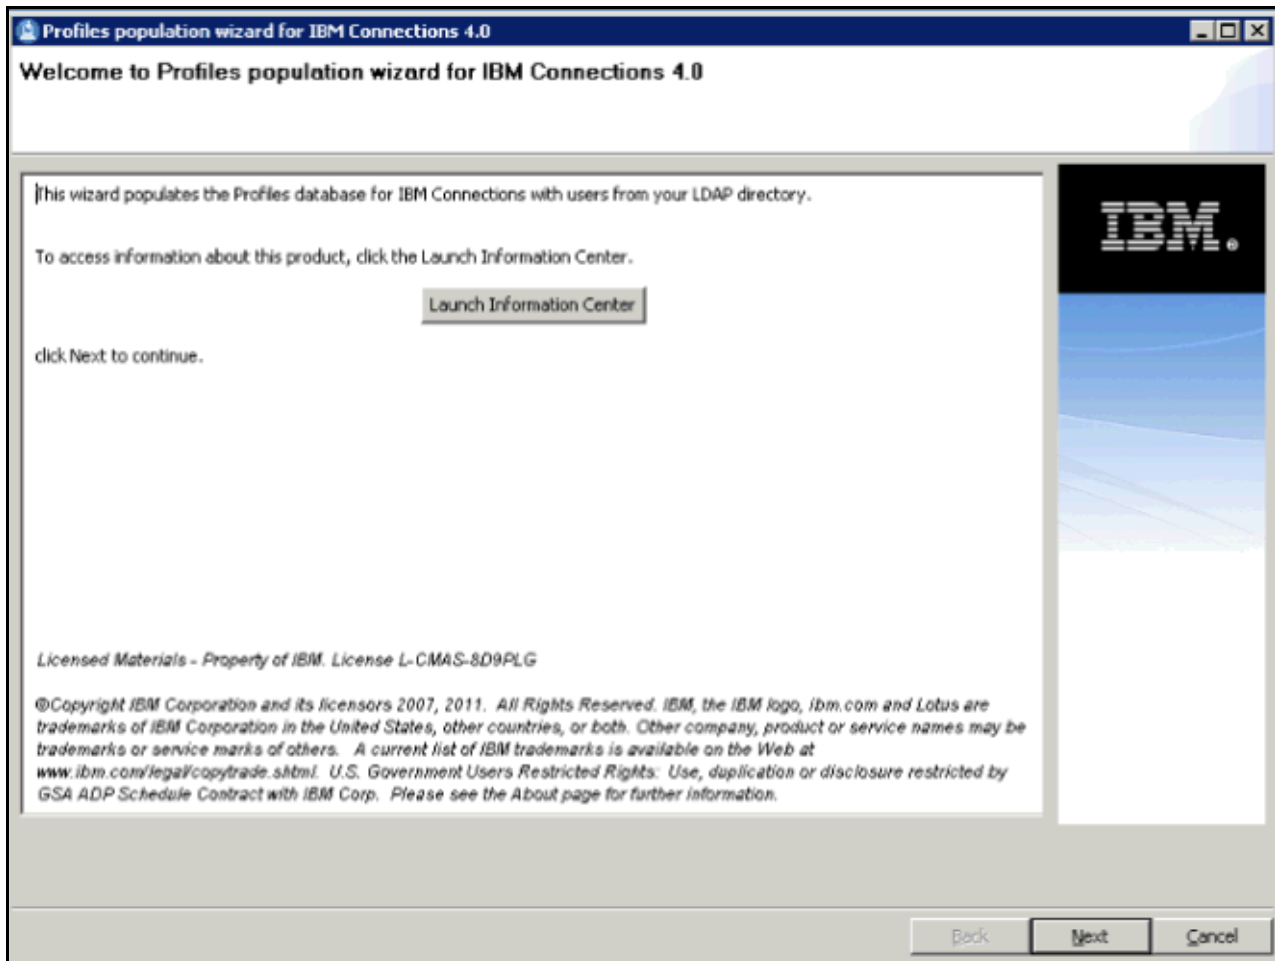 Profiles population wizard for IBM Connections 4.0
Welcome to Profiles population wizard for IBM Connections 4.0
This wizard populates the Profiles database for IBM Connections with users from your LDAP directory.
IBM.
To access information about this product, click the Launch Information Center.
Launch Information Center
click Next to continue.
Licensed Materials - Property of IBM. License L-CMAS-8D9PLG
©Copyright IBM Corporation and its licensors 2007, 2011.  All Rights Reserved. IBM, the IBM logo, ibm.com and Lotus are
trademarks of IBM Corporation in the United States, other countries, or both. Other company, product or service names may be
trademarks or service marks of others.   A current list of IBM trademarks is available on the Web at
www.ibm.com/legal/copytrade.shtml.  U.S. Government Users Restricted Rights:  Use, duplication or disclosure restricted by
GSA ADP Schedule Contract with IBM Corp.  Please see the About page for further information.
Back
Next
Cancel